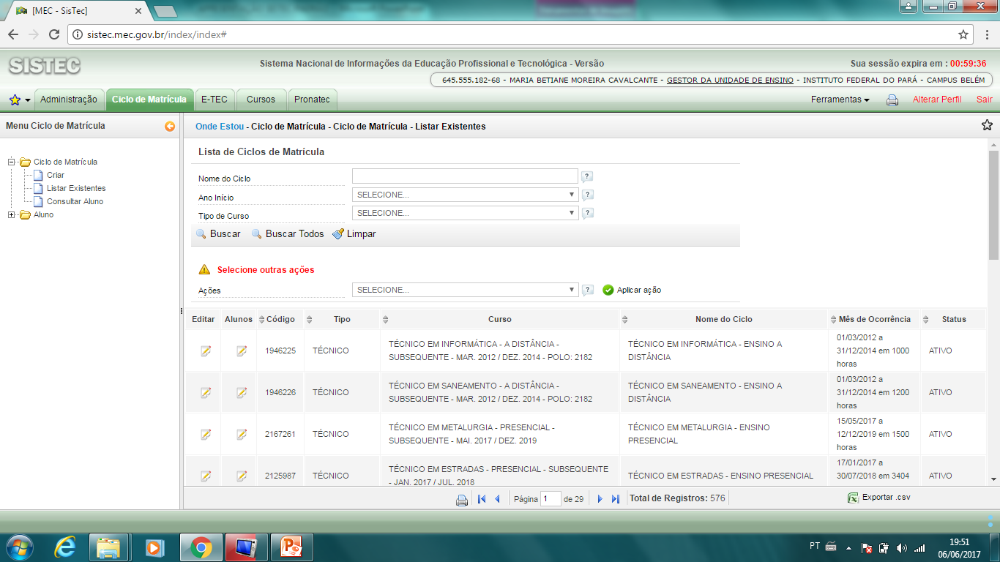 [MEC - SisTec]
sistec.mec.gov.br/index/index#
SISTEC
Sistema Nacional de Informações da Educação Profissional e Tecnológica - Versão
Sua sessão expira em : 00:59:36
645.555.182-68 - MARIA BETIANE MOREIRA CAVALCANTE - GESTOR DA UNIDADE DE ENSINO - INSTITUTO FEDERAL DO PARÁ - CAMPUS BELÉM
Administração Ciclo de Matrícula E-TEC Cursos Pronatec
Ferramentas Alterar Perfil Sair
Menu Ciclo de Matrícula
Ciclo de Matrícula
Criar
Listar Existentes
Consultar Aluno
Aluno
Onde Estou - Ciclo de Matrícula - Ciclo de Matrícula - Listar Existentes
Lista de Ciclos de Matrícula
Nome do Ciclo ?
Ano Início SELECIONE... ?
Tipo de Curso SELECIONE... ?
Buscar Buscar Todos Limpar
Selecione outras ações
Ações SELECIONE... ? Aplicar ação
Editar Alunos Código Tipo Curso Nome do Ciclo Mês de Ocorrência Status
1946225 TÉCNICO
TÉCNICO EM INFORMÁTICA - A DISTÂNCIA -
SUBSEQUENTE - MAR. 2012 / DEZ. 2014 - POLO: 2182
TÉCNICO EM INFORMÁTICA - ENSINO A
DISTÂNCIA
01/03/2012 a
31/12/2014 em 1000
horas
ATIVO
1946226 TÉCNICO
TÉCNICO EM SANEAMENTO - A DISTÂNCIA -
SUBSEQUENTE - MAR. 2012 / DEZ. 2014 - POLO: 2182
TÉCNICO EM SANEAMENTO - ENSINO A
DISTÂNCIA
01/03/2012 a
31/12/2014 em 1200
horas
ATIVO
2167261 TÉCNICO
TÉCNICO EM METALURGIA - PRESENCIAL -
SUBSEQUENTE - MAI. 2017 / DEZ. 2019
TÉCNICO EM METALURGIA - ENSINO
PRESENCIAL
15/05/2017 a
12/12/2019 em 1500
horas
ATIVO
2125987 TÉCNICO
TÉCNICO EM ESTRADAS - PRESENCIAL - SUBSEQUENTE
- JAN. 2017 / JUL. 2018
TÉCNICO EM ESTRADAS - ENSINO PRESENCIAL
17/01/2017 a
30/07/2018 em 3404
ATIVO
Página 1 de 29 Total de Registros: 576 Exportar .csv
PT
19:51
06/06/2017